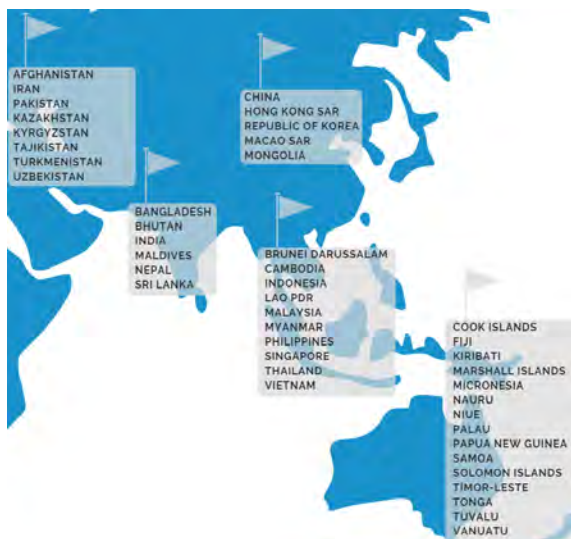 AFGHANISTAN
IRAN
PAKISTAN
KAZAKHSTAN
KYRGYZSTAN
TAJIKISTAN
TURKMENISTAN
UZBEKISTAN
CHINA
HONG KONG SAR
REPUBLIC OF KOREA
MACAO SAR
MONGOLIA
BANGLADESH
BHUTAN
INDIA
MALDIVES
NEPAL
SRI LANKA
BRUNEI DARUSSALAM
CAMBODIA
INDONESIA
LAO PDR
MALAYSIA
MYANMAR
PHILIPPINES
SINGAPORE
THAILAND
VIETNAM
COOK ISLANDS
FIJI
KIRIBATI
MARSHALL ISLANDS
MICRONESIA
NAURU
NIUE
PALAU
PAPUA NEW GUINEA
SAMOA
SOLOMON ISLANDS
TIMOR-LESTE
TONGA
TUVALU
VANUATU